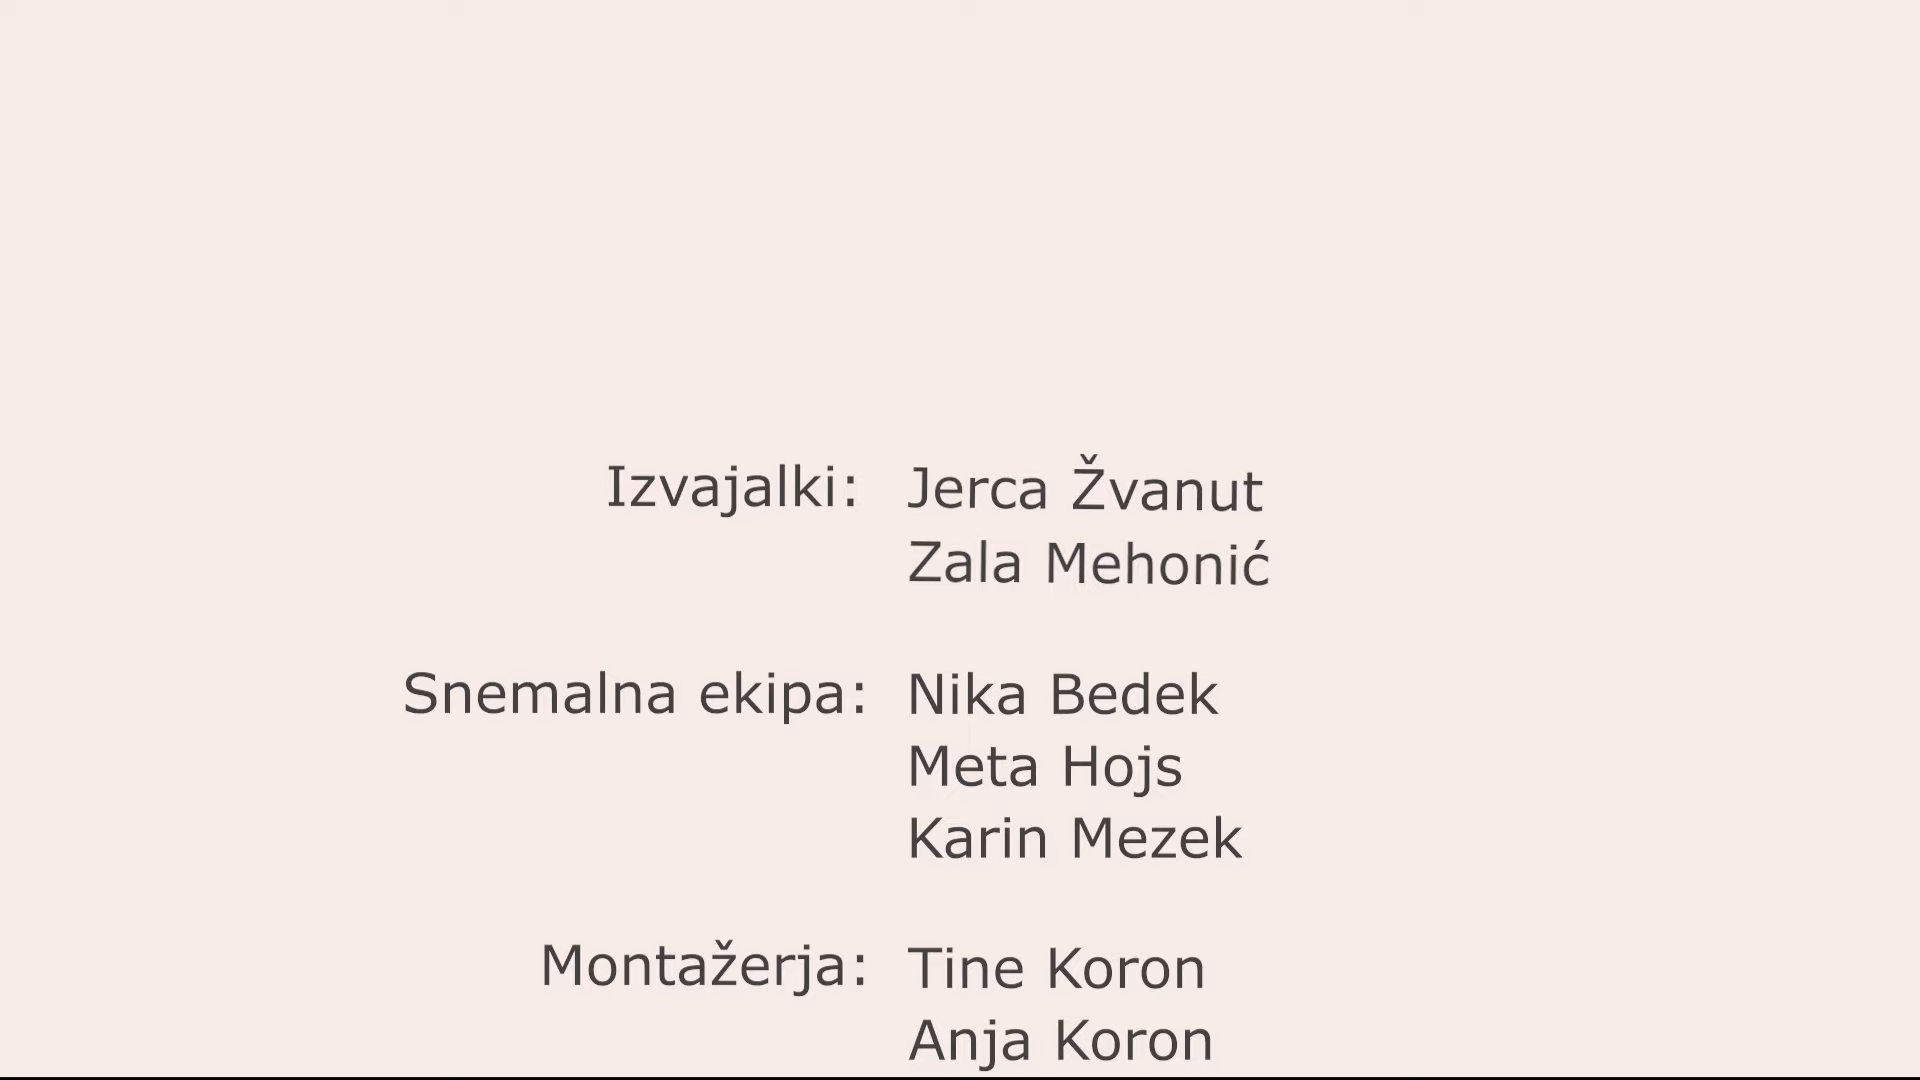 Izvajalki: Jerca Žvanut
Zala Mehonić
Snemalna ekipa: Nika Bedek
Meta Hojs
Karin Mezek
Montažerja: Tine Koron
Anja Koron